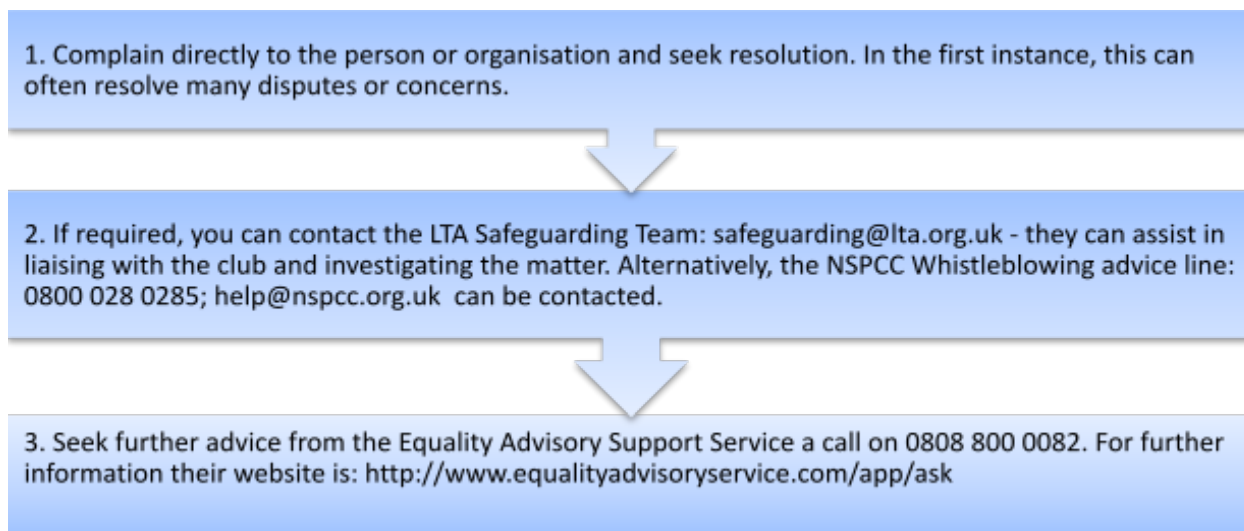 1. Complain directly to the person or organisation and seek resolution. In the first instance, this can
often resolve many disputes or concerns.
2. If required, you can contact the LTA Safeguarding Team: safeguarding@lta.org.uk - they can assist in
liaising with the club and investigating the matter. Alternatively, the NSPCC Whistleblowing advice line:
0800 028 0285; help@nspcc.org.uk  can be contacted.
3. Seek further advice from the Equality Advisory Support Service a call on 0808 800 0082. For further
information their website is: http://www.equalityadvisoryservice.com/app/ask